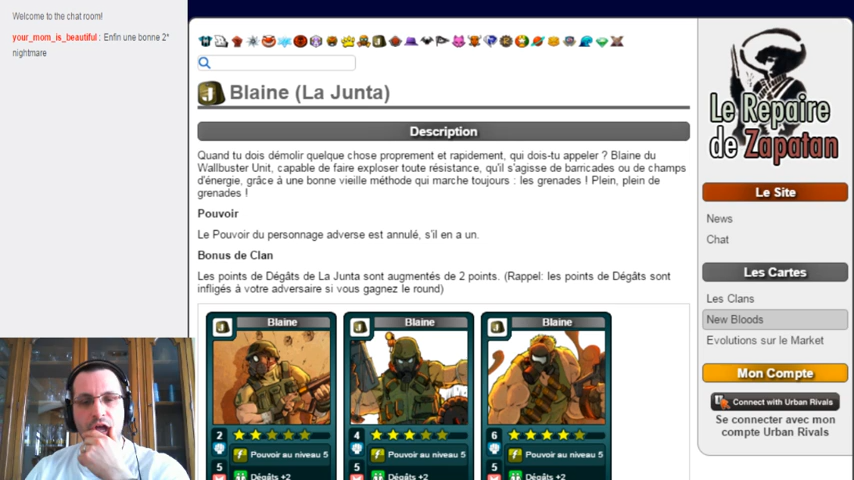 Welcome to the chat room!
your_mom_is_beautiful : Enfin une bonne 2*
nightmare
J Blaine (La Junta)
Description
Quand tu dois démolir quelque chose proprement et rapidement, qui dois-tu appeler ? Blaine du
Wallbuster Unit, capable de faire exploser toute résistance, qu'il s'agisse de barricades ou de champs
d'énergie, grâce à une bonne vieille méthode qui marche toujours : les grenades ! Plein, plein de
grenades !
Pouvoir
Le Pouvoir du personnage adverse est annulé, s'il en a un.
Bonus de Clan
Les points de Dégâts de La Junta sont augmentés de 2 points. (Rappel: les points de Dégâts sont
infligés à votre adversaire si vous gagnez le round)
J Blaine
2
Pouvoir au niveau 5
5
Dégâts +2
J Blaine
4
Pouvoir au niveau 5
5
Dégâts +2
J Blaine
6
Pouvoir au niveau 5
5
Dégâts +2
Le Repaire
de Zapatan
Le Site
News
Chat
Les Cartes
Les Clans
New Bloods
Evolutions sur le Market
Mon Compte
Connect with Urban Rivals
Se connecter avec mon
compte Urban Rivals